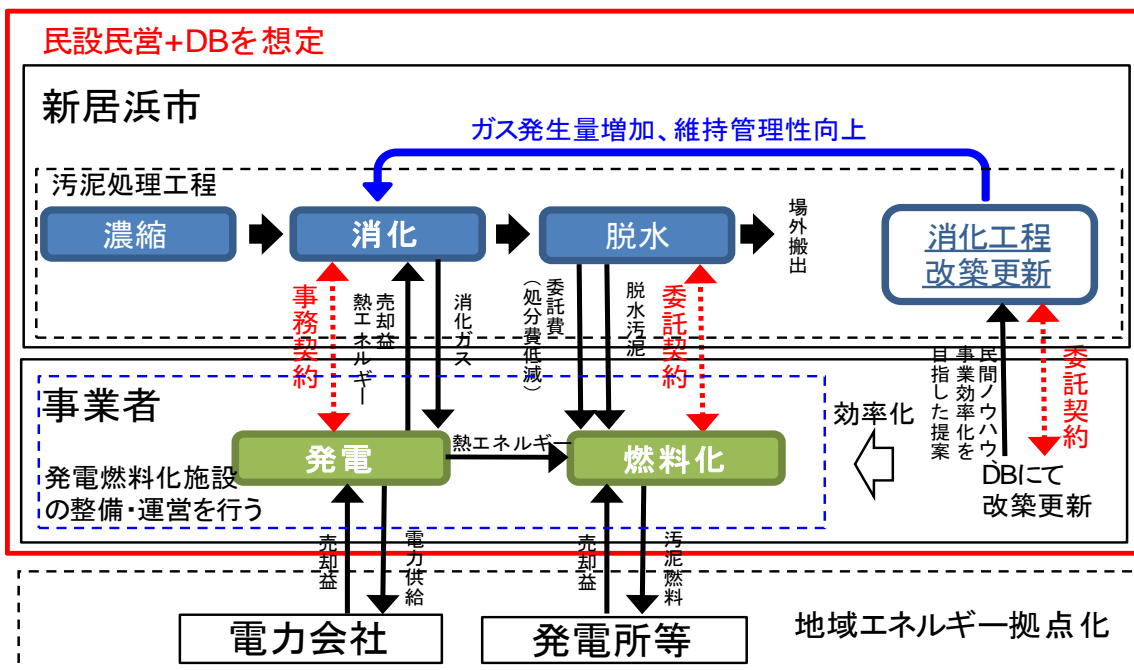 民設民営+DBを想定
新居浜市
ガス発生量増加、維持管理性向上
汚泥処理工程
濃縮
消化
脱水
場外搬出
消化工程
改築更新
事務契約
売却益
熱エネルギー
消化ガス
委託費
(処分費低減)
脱水汚泥
委託契約
民間ノウハウ、
事業効率化を
目指した提案
委託契約
事業者
発電
熱エネルギー
燃料化
効率化
発電燃料化施設
の整備・運営を行う
DBにて
改築更新
売却益
電力供給
売却益
汚泥燃料
電力会社
発電所等
地域エネルギー拠点化